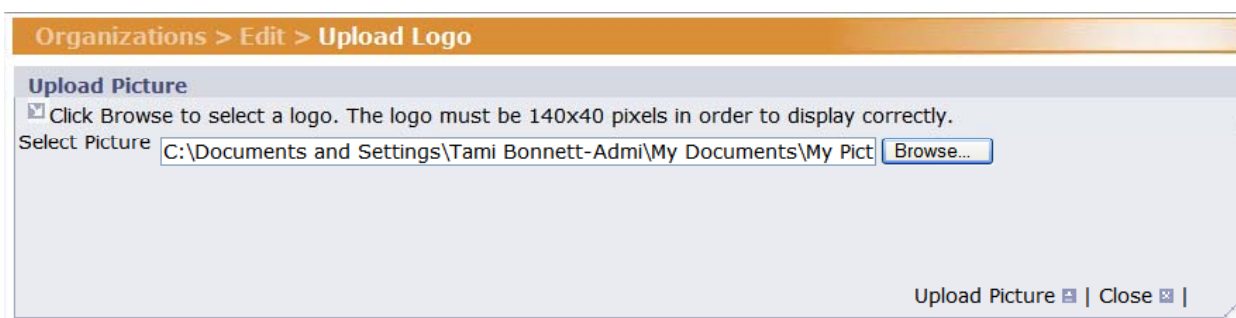 Organizations > Edit > Upload Logo
Upload Picture
Click Browse to select a logo. The logo must be 140x40 pixels in order to display correctly.
Select Picture C:\Documents and Settings\Tami Bonnett-Admi\My Documents\My Pict Browse...
Upload Picture | Close |